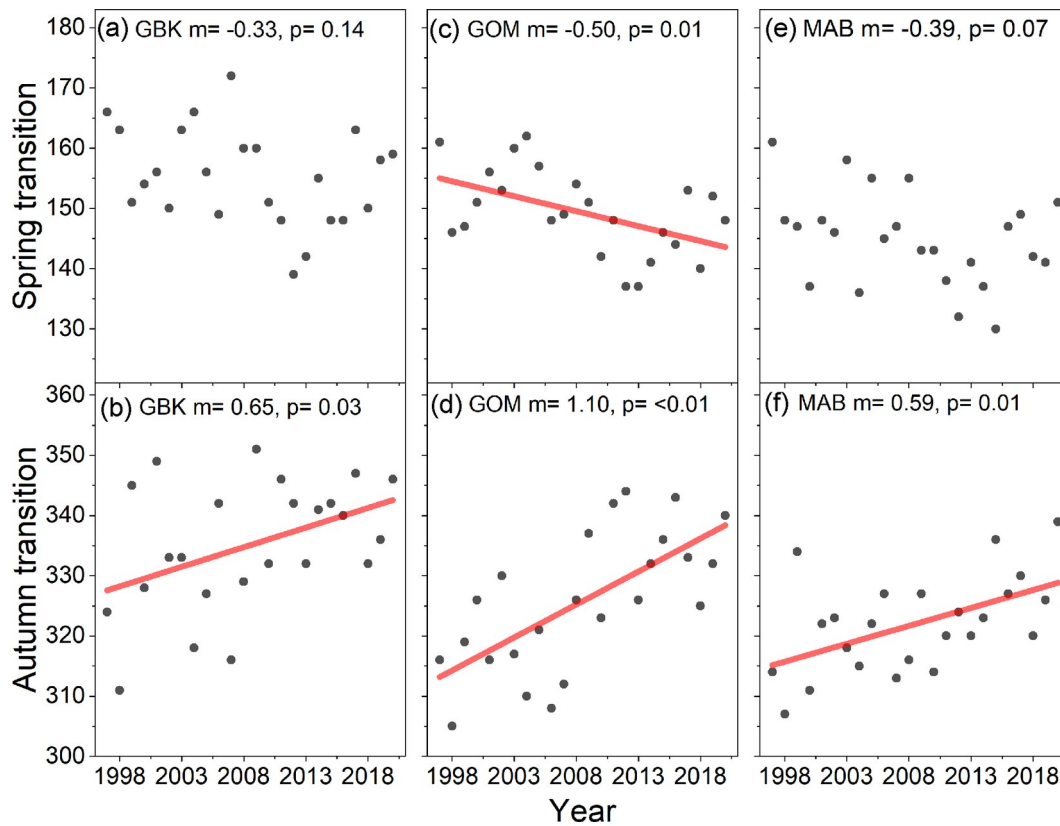 (a) GBK m= -0.33, p= 0.14
(c) GOM m= -0.50, p= 0.01
(e) MAB m= -0.39, p= 0.07
Spring transition
180
170
160
150
140
130
(b) GBK m= 0.65, p= 0.03
(d) GOM m= 1.10, p= <0.01
(f) MAB m= 0.59, p= 0.01
Autumn transition
360
350
340
330
320
310
300
1998 2003 2008 2013 2018
1998 2003 2008 2013 2018
1998 2003 2008 2013 2018
Year